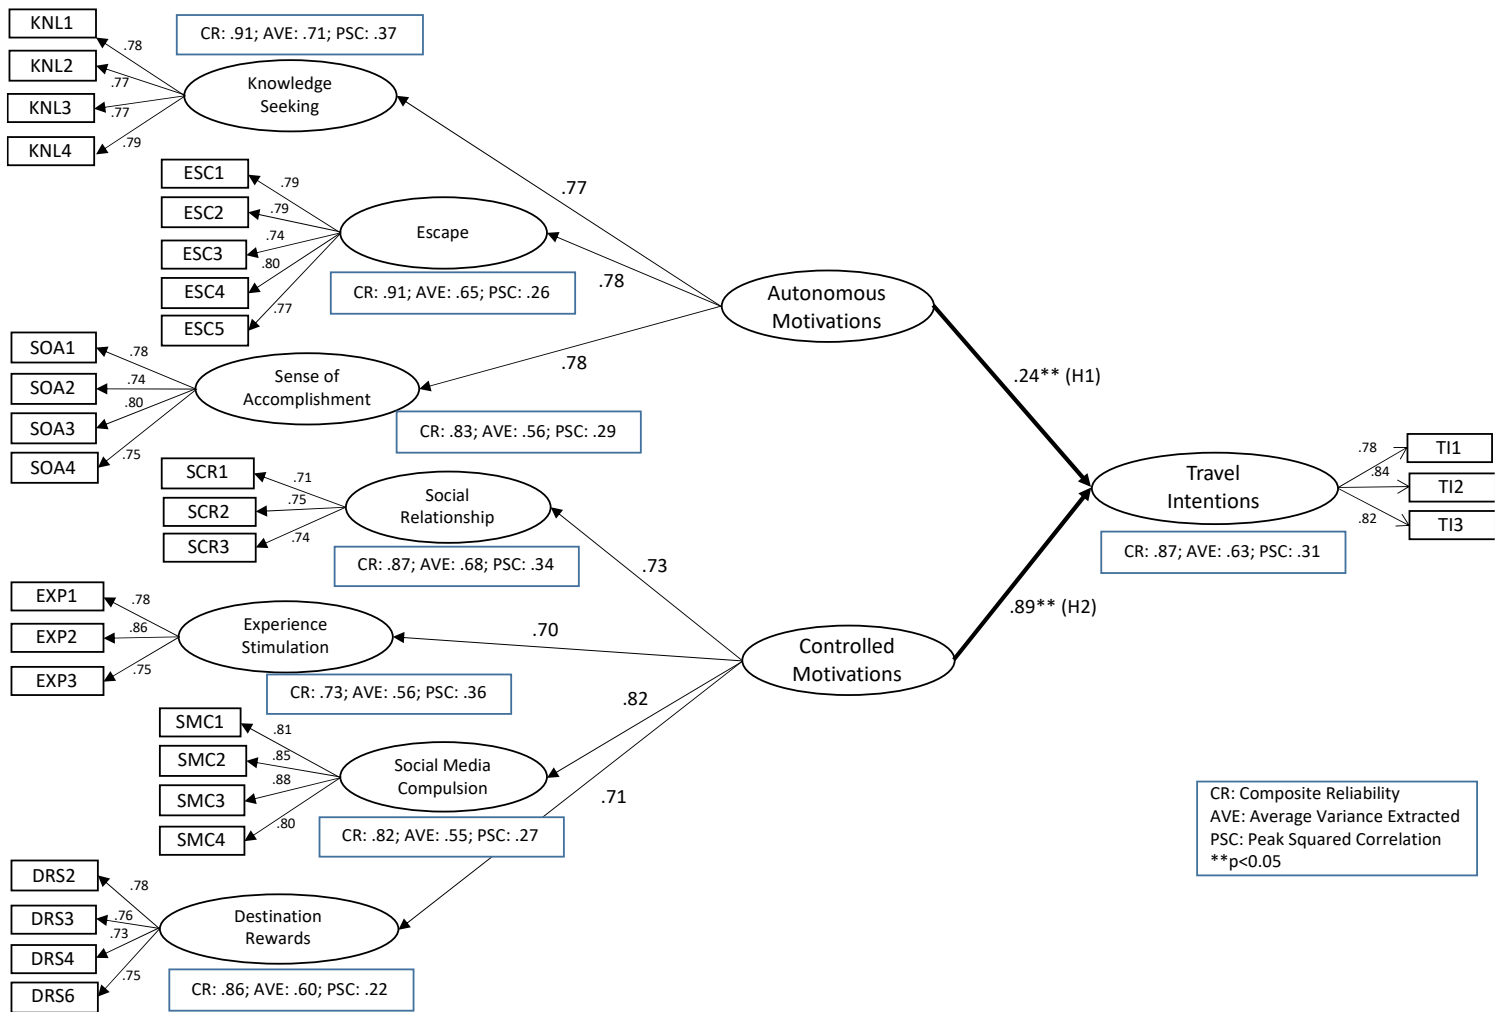 KNL1
KNL2
KNL3
KNL4
.78
.77
.77
.79
CR: .91; AVE: .71; PSC: .37
Knowledge
Seeking
ESC1
ESC2
ESC3
ESC4
ESC5
.79
.79
.74
.80
.77
Escape
CR: .91; AVE: .65; PSC: .26
SOA1
SOA2
SOA3
SOA4
.78
.74
.80
.75
Sense of
Accomplishment
CR: .83; AVE: .56; PSC: .29
.77
.78
.78
Autonomous
Motivations
SCR1
SCR2
SCR3
.71
.75
.74
Social
Relationship
CR: .87; AVE: .68; PSC: .34
EXP1
EXP2
EXP3
.78
.86
.75
Experience
Stimulation
CR: .73; AVE: .56; PSC: .36
SMC1
SMC2
SMC3
SMC4
.81
.85
.88
.80
Social Media
Compulsion
CR: .82; AVE: .55; PSC: .27
DRS2
DRS3
DRS4
DRS6
.78
.76
.73
.75
Destination
Rewards
CR: .86; AVE: .60; PSC: .22
.73
.70
.82
.71
Controlled
Motivations
.24** (H1)
.89** (H2)
Travel
Intentions
CR: .87; AVE: .63; PSC: .31
.78
.84
.82
TI1
TI2
TI3
CR: Composite Reliability
AVE: Average Variance Extracted
PSC: Peak Squared Correlation
**p<0.05